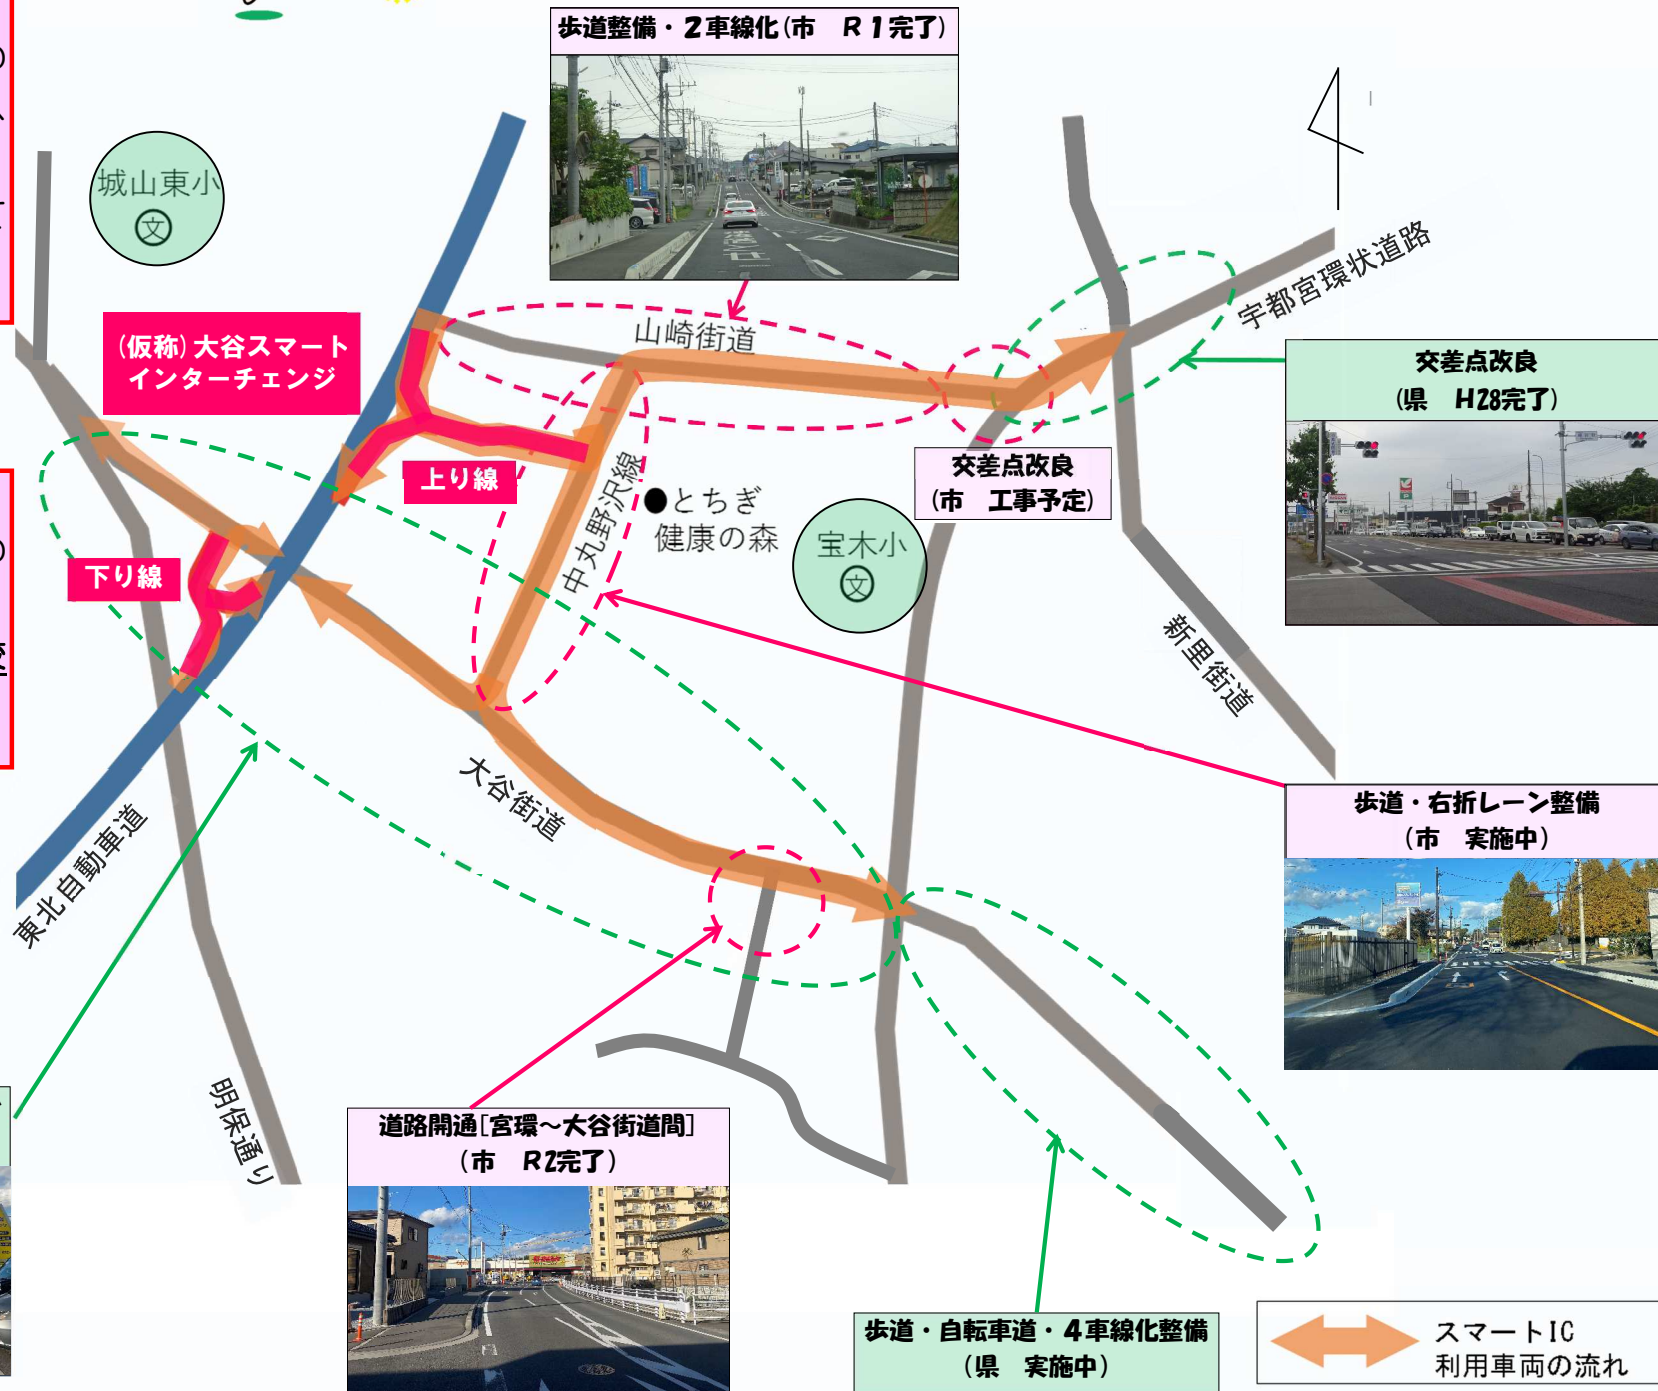 歩道整備・2車線化(市　R1完了)
城山東小
文
(仮称)大谷スマート
インターチェンジ
山崎街道
宇都宮環状道路
交差点改良
(県　H28完了)
上り線
下り線
中丸野沢線
●とちぎ
健康の森
交差点改良
(市　工事予定)
宝木小
文
新里街道
大谷街道
東北自動車道
歩道・右折レーン整備
(市　実施中)
明保通り
道路開通[宮環～大谷街道間]
(市　R2完了)
歩道・自転車道・4車線化整備
(県　実施中)
スマートIC
利用車両の流れ